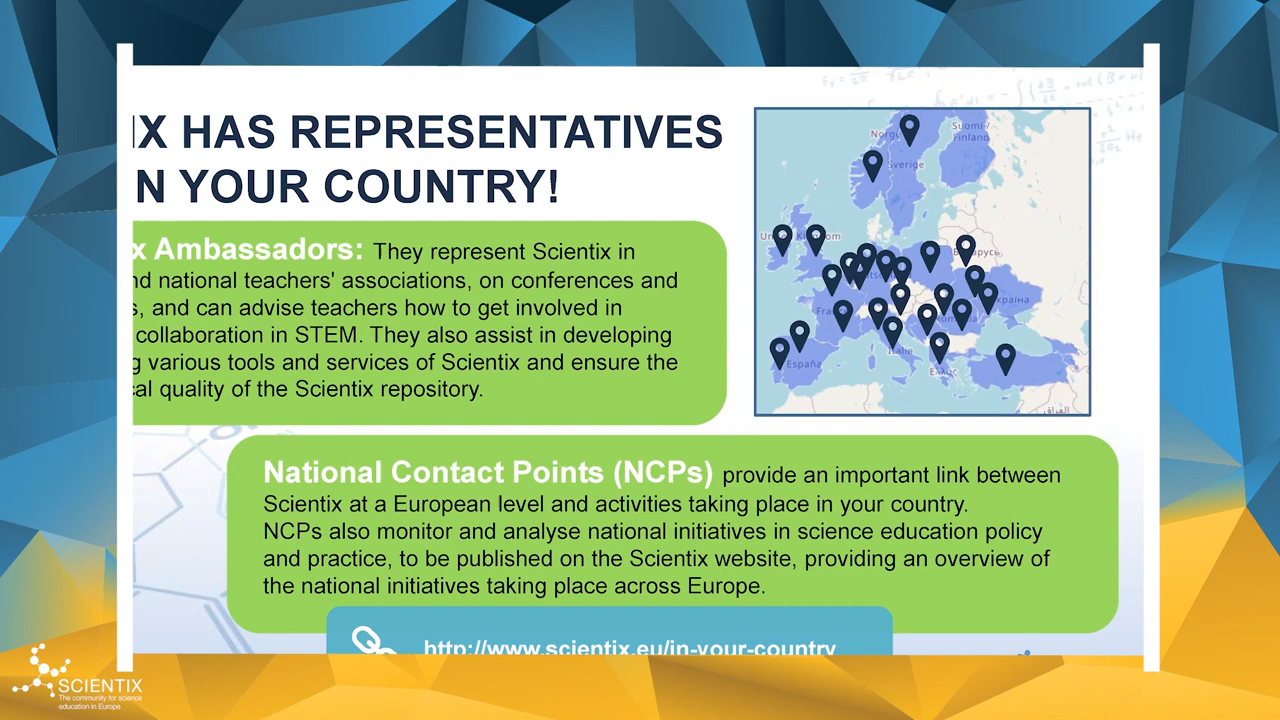 IX HAS REPRESENTATIVES
N YOUR COUNTRY!
x Ambassadors: They represent Scientix in
nd national teachers' associations, on conferences and
s, and can advise teachers how to get involved in
collaboration in STEM. They also assist in developing
g various tools and services of Scientix and ensure the
cal quality of the Scientix repository.
Suomi-/
Finland
Sverige
España
National Contact Points (NCPs) provide an important link between
Scientix at a European level and activities taking place in your country.
NCPs also monitor and analyse national initiatives in science education policy
and practice, to be published on the Scientix website, providing an overview of
the national initiatives taking place across Europe.
http://www.scientix.eu/in-your-country
SCIENTIX
The community for science
education in Europe